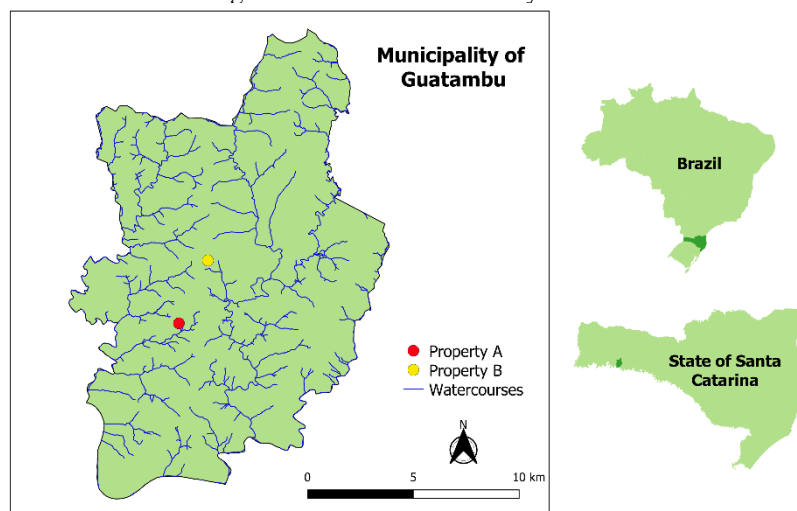 Municipality of
Guatambu
Property A
Property B
Watercourses
N
0 5 10 km
Brazil
State of Santa
Catarina